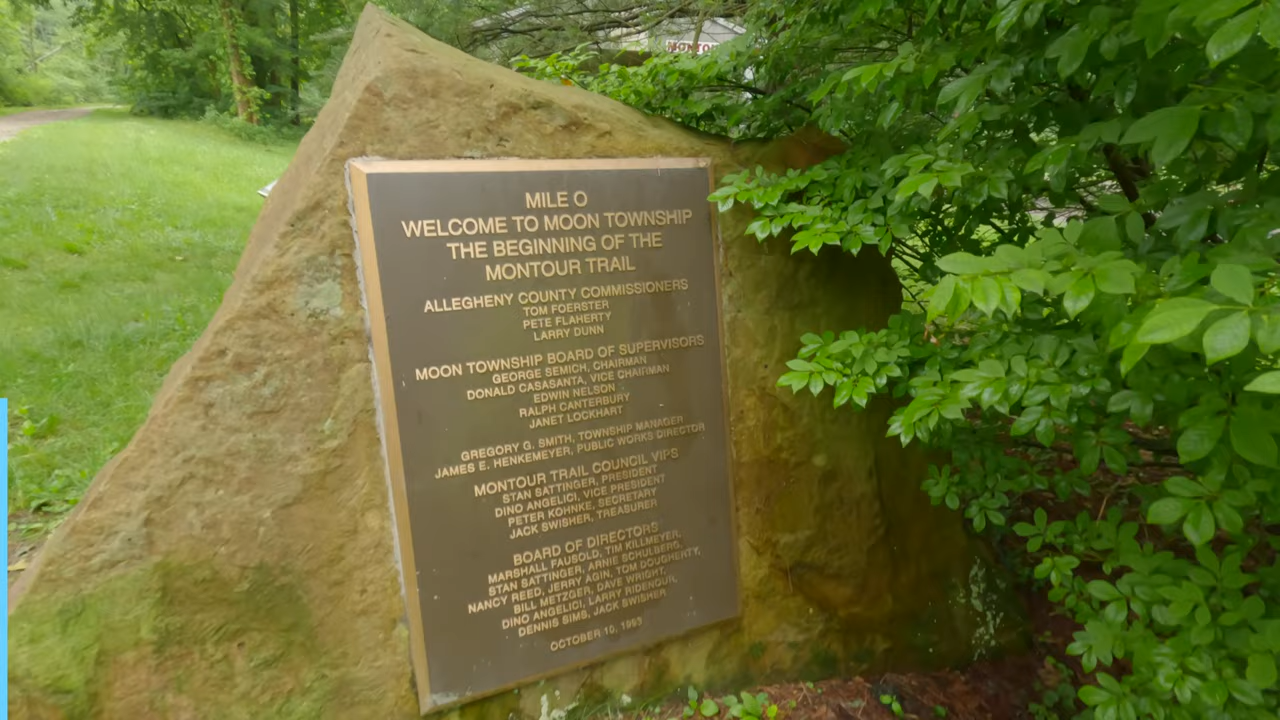 MONTO
MILE O
WELCOME TO MOON TOWNSHIP
THE BEGINNING OF THE
MONTOUR TRAIL
ALLEGHENY COUNTY COMMISSIONERS
TOM FOERSTER
PETE FLAHERTY
LARRY DUNN
MOON TOWNSHIP BOARD OF SUPERVISORS
GEORGE SEMICH, CHAIRMAN
DONALD CASASANTA, VICE CHAIRMAN
EDWIN NELSON
RALPH CANTERBURY
JANET LOCKHART
GREGORY G. SMITH, TOWNSHIP MANAGER
JAMES E. HENKEMEYER, PUBLIC WORKS DIRECTOR
MONTOUR TRAIL COUNCIL VIPS
STAN SATTINGER, PRESIDENT
DINO ANGELICI, VICE PRESIDENT
PETER KOHNKE, SECRETARY
JACK SWISHER, TREASURER
BOARD OF DIRECTORS
MARSHALL FAUSOLD, TIM KILLMEYER,
STAN SATTINGER, ARNIE SCHULBERG,
NANCY REED, JERRY AGIN, TOM DOUGHERTY,
BILL METZGER, DAVE WRIGHT,
DINO ANGELICI, LARRY RIDENOUR,
DENNIS SIMS, JACK SWISHER
OCTOBER 10, 1993